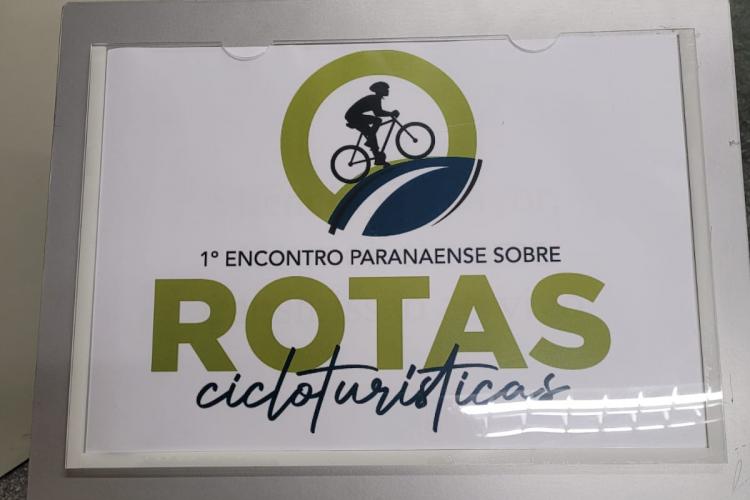 1º ENCONTRO PARANAENSE SOBRE
ROTAS
cicloturísticas